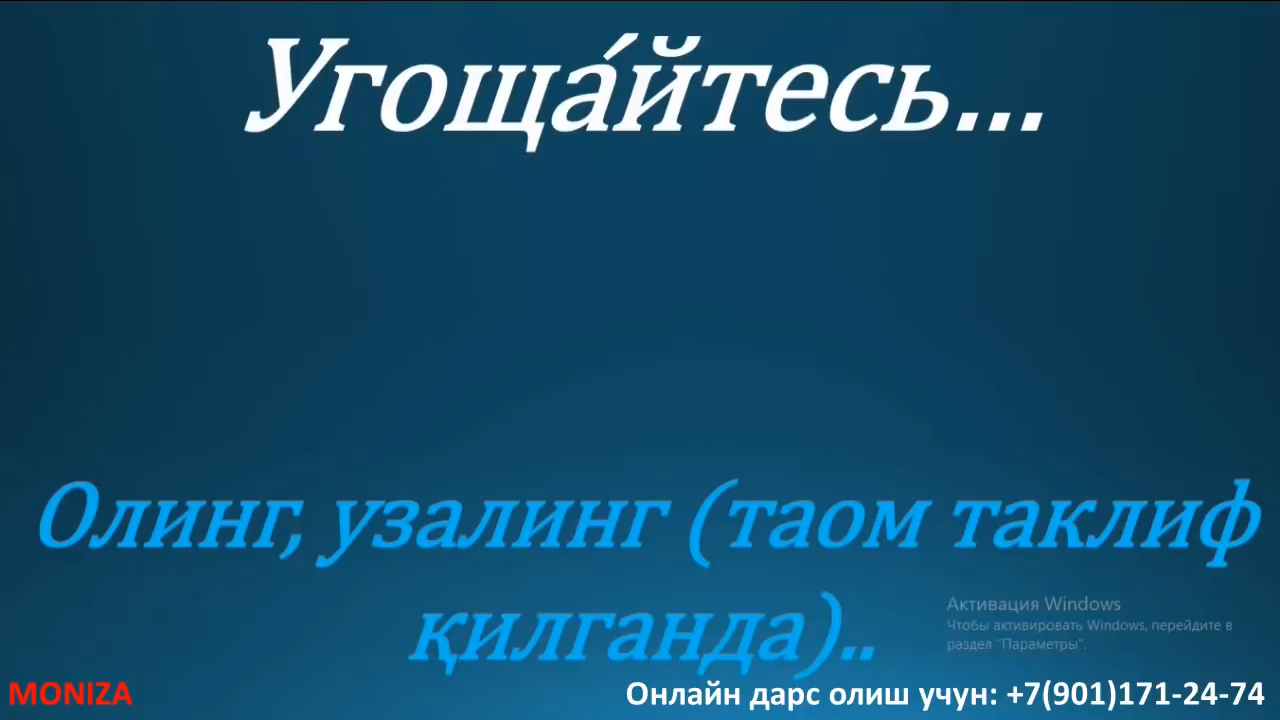 Угоща́йтесь...
Олинг, узалинг (таом таклиф
қилганда)..
Активация Windows
Чтобы активировать Windows, перейдите в
раздел "Параметры".
MONIZA
Онлайн дарс олиш учун: +7(901)171-24-74